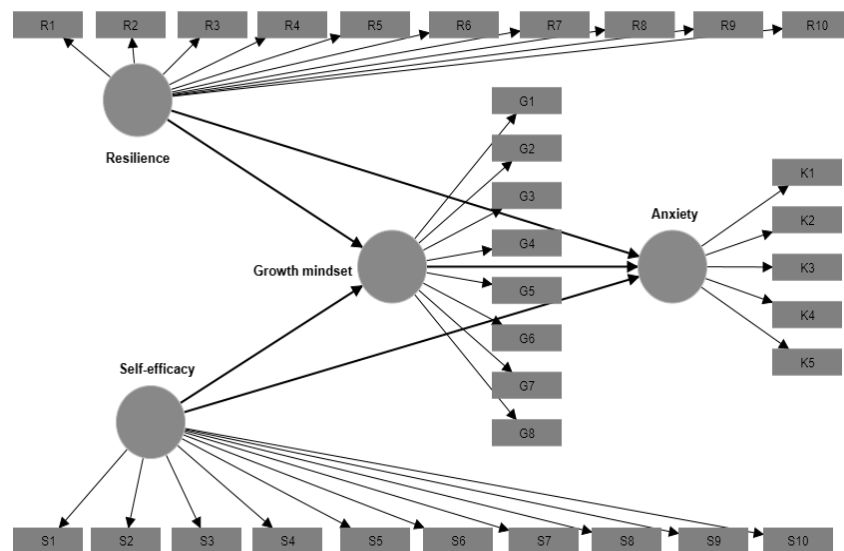 R1 R2 R3 R4 R5 R6 R7 R8 R9 R10
Resilience
G1
G2
G3
G4
G5
G6
G7
G8
Growth mindset
Anxiety
K1
K2
K3
K4
K5
Self-efficacy
S1 S2 S3 S4 S5 S6 S7 S8 S9 S10